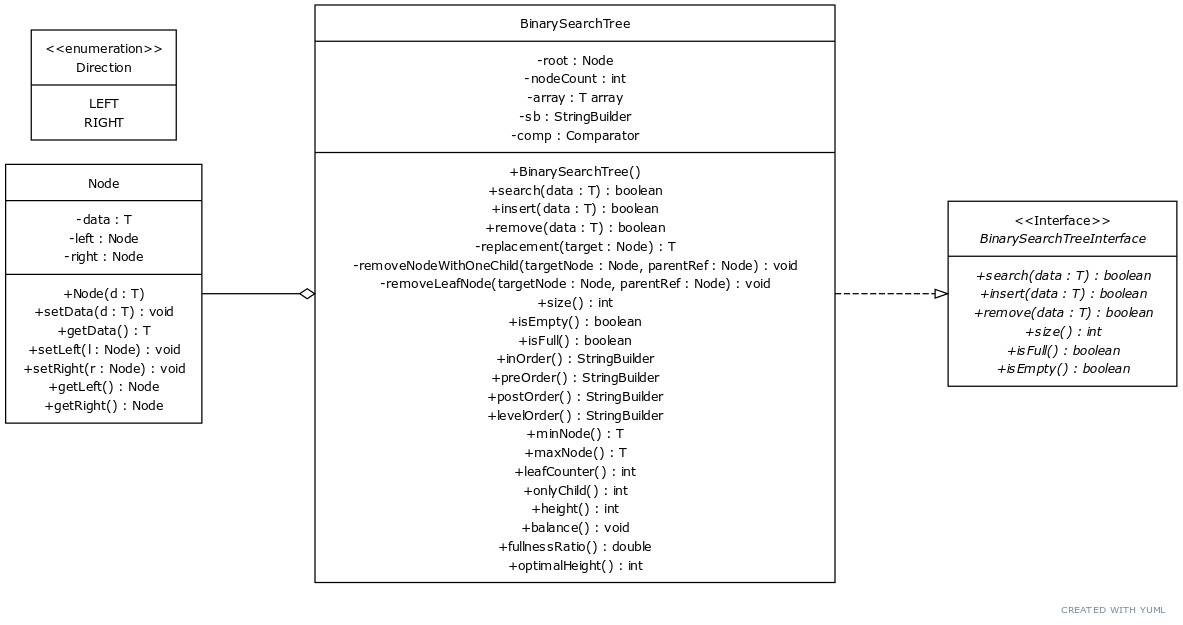 <<enumeration>>
Direction
LEFT
RIGHT
Node
-data : T
-left : Node
-right : Node
+Node(d : T)
+setData(d : T) : void
+getData() : T
+setLeft(l : Node) : void
+setRight(r : Node) : void
+getLeft() : Node
+getRight() : Node
BinarySearchTree
-root : Node
-nodeCount : int
-array : T array
-sb : StringBuilder
-comp : Comparator
+BinarySearchTree()
+search(data : T) : boolean
+insert(data : T) : boolean
+remove(data : T) : boolean
-replacement(target : Node) : T
-removeNodeWithOneChild(targetNode : Node, parentRef : Node) : void
-removeLeafNode(targetNode : Node, parentRef : Node) : void
+size() : int
+isEmpty() : boolean
+isFull() : boolean
+inOrder() : StringBuilder
+preOrder() : StringBuilder
+postOrder() : StringBuilder
+levelOrder() : StringBuilder
+minNode() : T
+maxNode() : T
+leafCounter() : int
+onlyChild() : int
+height() : int
+balance() : void
+fullnessRatio() : double
+optimalHeight() : int
<<Interface>>
BinarySearchTreeInterface
+search(data : T) : boolean
+insert(data : T) : boolean
+remove(data : T) : boolean
+size() : int
+isFull() : boolean
+isEmpty() : boolean
CREATED WITH YUML